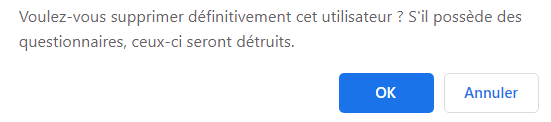 Voulez-vous supprimer définitivement cet utilisateur ? S'il possède des
questionnaires, ceux-ci seront détruits.
OK Annuler